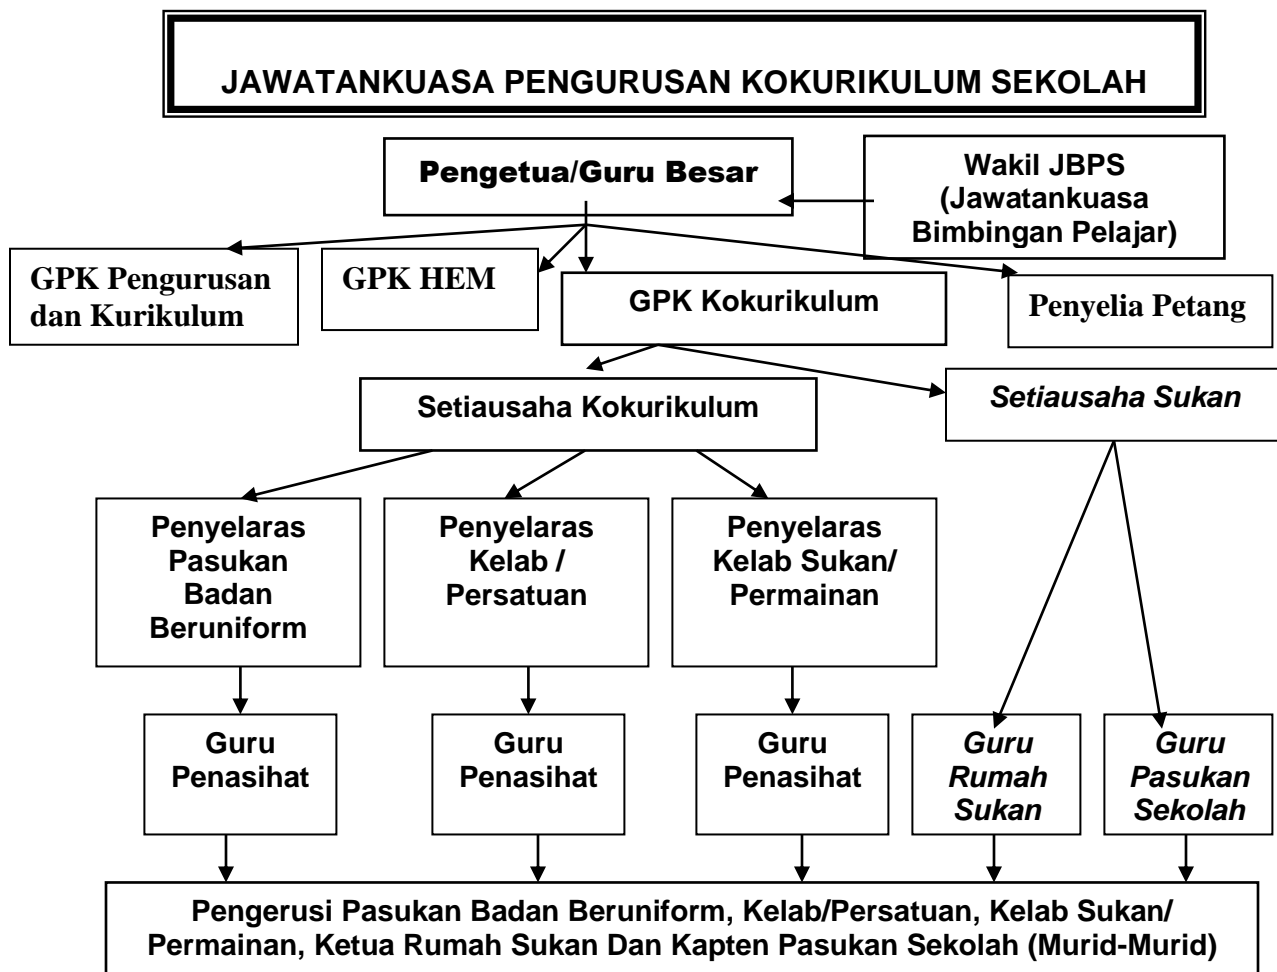 JAWATANKUASA PENGURUSAN KOKURIKULUM SEKOLAH
Pengetua/Guru Besar
Wakil JBPS
(Jawatankuasa
Bimbingan Pelajar)
GPK Pengurusan
dan Kurikulum
GPK HEM
GPK Kokurikulum
Penyelia Petang
Setiausaha Kokurikulum
Setiausaha Sukan
Penyelaras
Pasukan
Badan
Beruniform
Penyelaras
Kelab /
Persatuan
Penyelaras
Kelab Sukan/
Permainan
Guru
Penasihat
Guru
Penasihat
Guru
Penasihat
Guru
Rumah
Sukan
Guru
Pasukan
Sekolah
Pengerusi Pasukan Badan Beruniform, Kelab/Persatuan, Kelab Sukan/
Permainan, Ketua Rumah Sukan Dan Kapten Pasukan Sekolah (Murid-Murid)